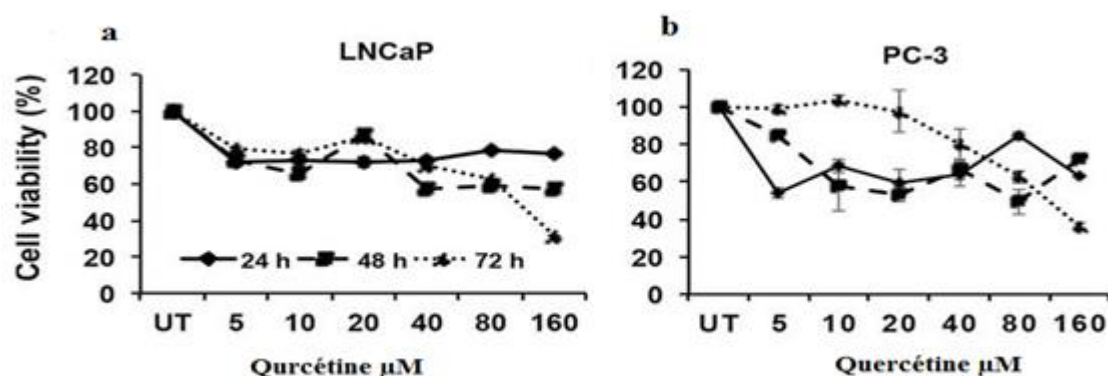 a
LNCaP
Cell viability (%)
120
100
80
60
40
20
0
24 h 48 h 72 h
UT 5 10 20 40 80 160
Qurcétine µM
b
PC-3
120
100
80
60
40
20
0
UT 5 10 20 40 80 160
Quercétine µM